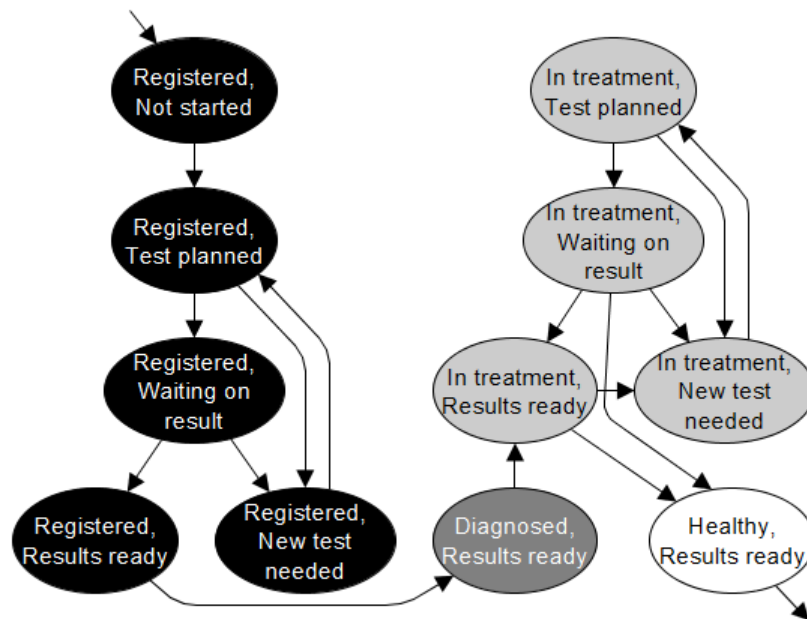 Registered,
Not started
Registered,
Test planned
Registered,
Waiting on
result
Registered,
Results ready
Registered,
New test
needed
In treatment,
Test planned
In treatment,
Waiting on
result
In treatment,
Results ready
In treatment,
New test
needed
Diagnosed,
Results ready
Healthy,
Results ready